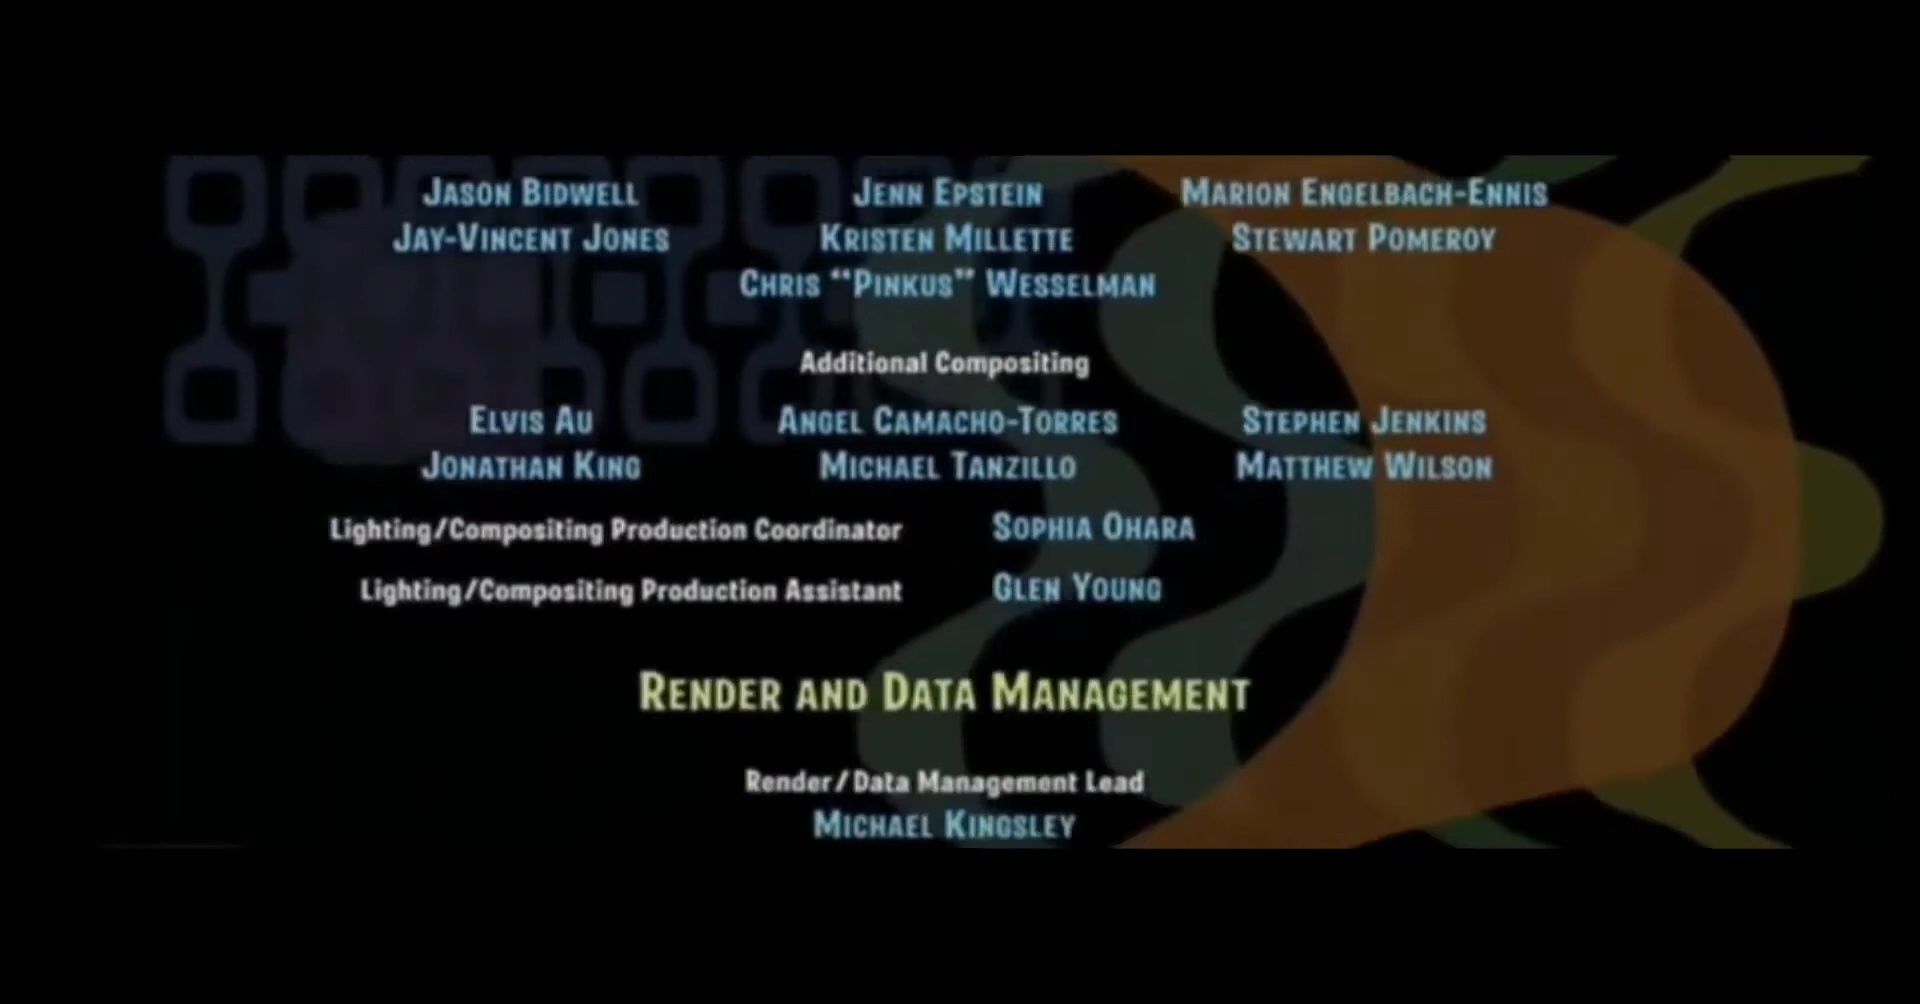 Jason Bidwell Jenn Epstein Marion Engelbach-Ennis
Jay-Vincent Jones Kristen Millette Stewart Pomeroy
Chris “Pinkus” Wesselman
Additional Compositing
Elvis Au Angel Camacho-Torres Stephen Jenkins
Jonathan King Michael Tanzillo Matthew Wilson
Lighting/Compositing Production Coordinator Sophia Ohara
Lighting/Compositing Production Assistant Glen Young
Render and Data Management
Render/Data Management Lead
Michael Kingsley